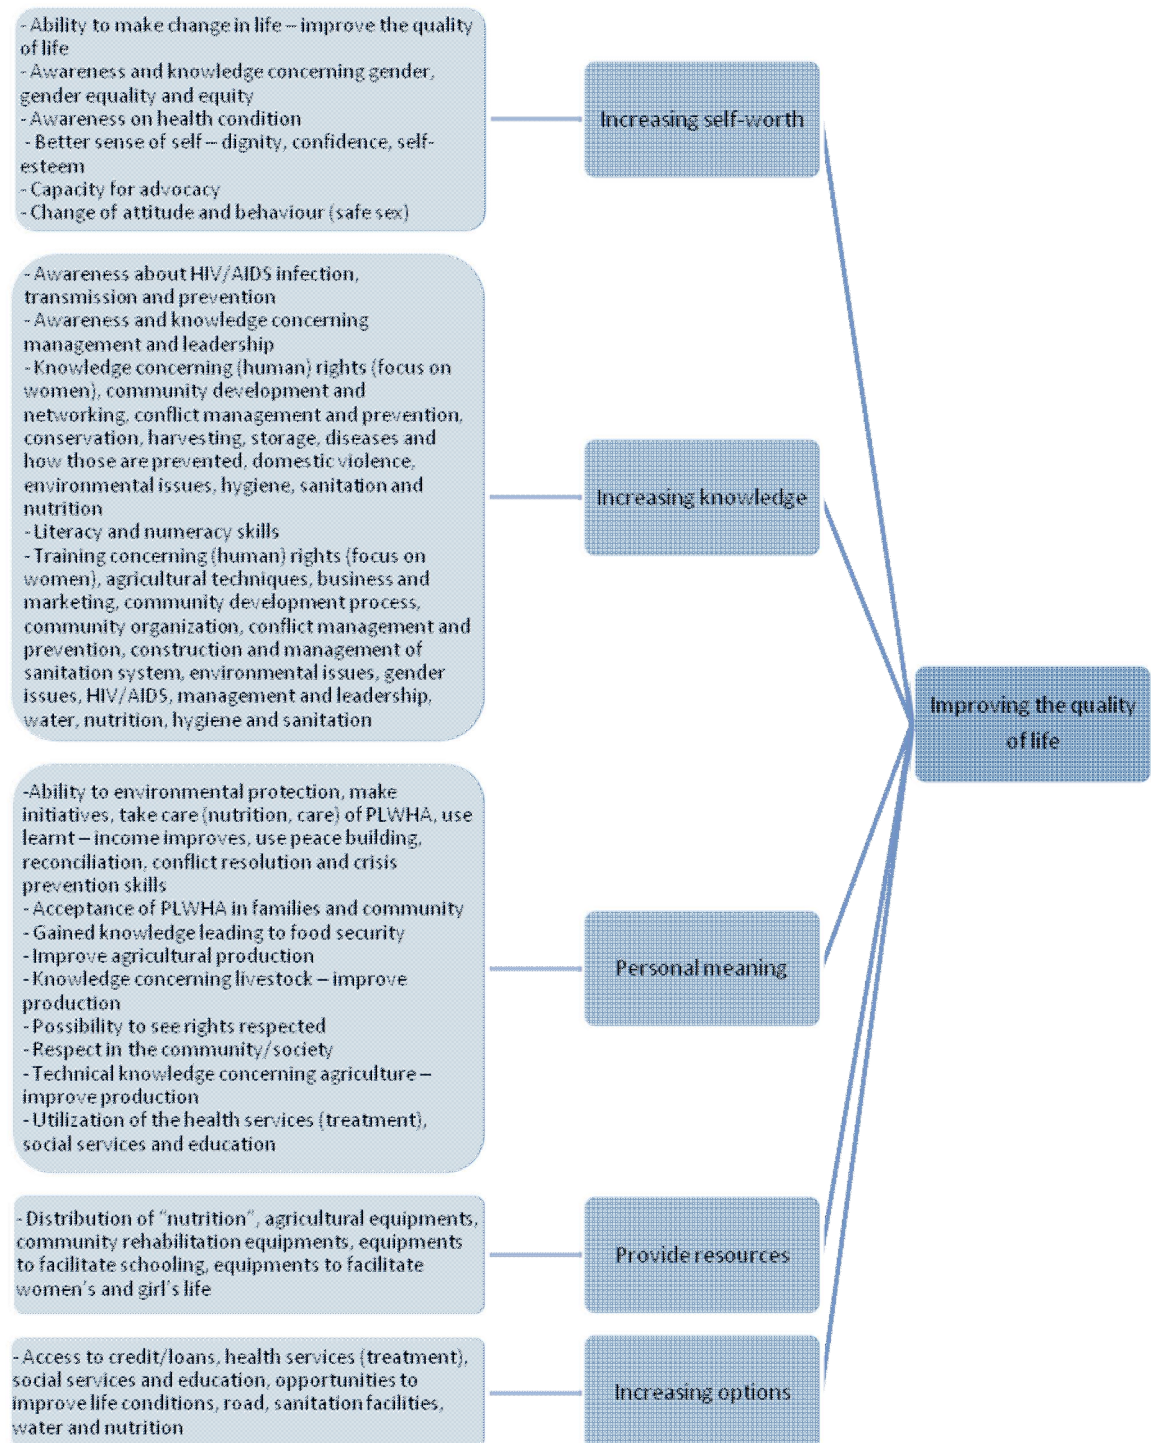 - Ability to make change in life – improve the quality
of life
- Awareness and knowledge concerning gender,
gender equality and equity
- Awareness on health condition
- Better sense of self – dignity, confidence, self-
esteem
- Capacity for advocacy
- Change of attitude and behaviour (safe sex)
Increasing self-worth
- Awareness about HIV/AIDS infection,
transmission and prevention
- Awareness and knowledge concerning
management and leadership
- Knowledge concerning (human) rights (focus on
women), community development and
networking, conflict management and prevention,
conservation, harvesting, storage, diseases and
how those are prevented, domestic violence,
environmental issues, hygiene, sanitation and
nutrition
- Literacy and numeracy skills
- Training concerning (human) rights (focus on
women), agricultural techniques, business and
marketing, community development process,
community organization, conflict management and
prevention, construction and management of
sanitation system, environmental issues, gender
issues, HIV/AIDS, management and leadership,
water, nutrition, hygiene and sanitation
Increasing knowledge
-Ability to environmental protection, make
initiatives, take care (nutrition, care) of PLWHA, use
learnt – income improves, use peace building,
reconciliation, conflict resolution and crisis
prevention skills
- Acceptance of PLWHA in families and community
- Gained knowledge leading to food security
- Improve agricultural production
- Knowledge concerning livestock – improve
production
- Possibility to see rights respected
- Respect in the community/society
- Technical knowledge concerning agriculture –
improve production
- Utilization of the health services (treatment),
social services and education
Personal meaning
- Distribution of "nutrition", agricultural equipments,
community rehabilitation equipments, equipments
to facilitate schooling, equipments to facilitate
women's and girl's life
Provide resources
- Access to credit/loans, health services (treatment),
social services and education, opportunities to
improve life conditions, road, sanitation facilities,
water and nutrition
Increasing options
Improving the quality
of life